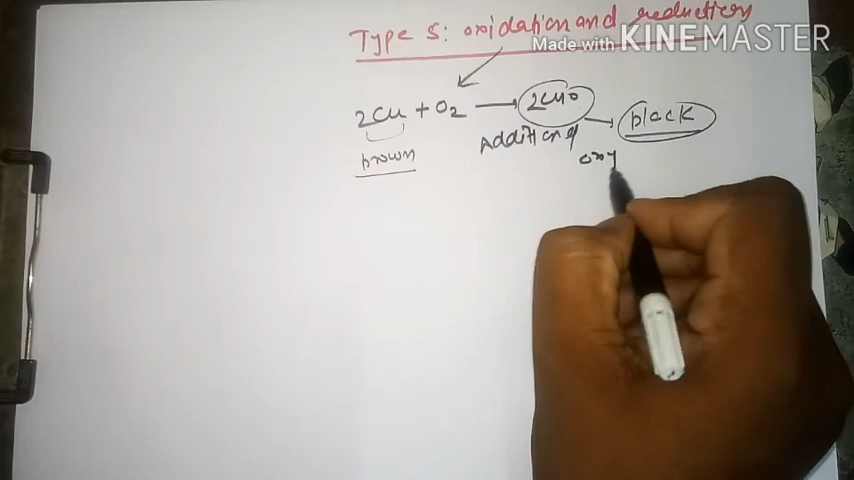 Type 5: oxidation and reduction
Made with KINEMASTER
2Cu + O2 → 2CuO → black
Addition of
oxy
brown